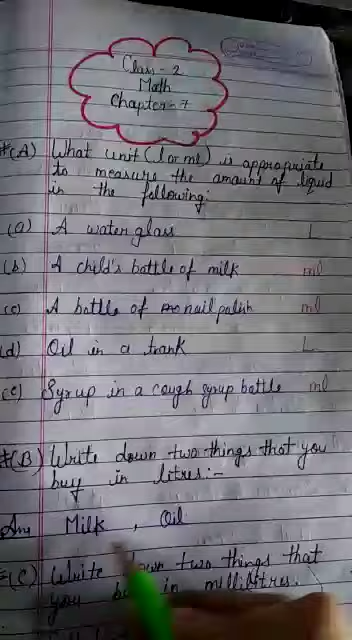 Class - 2
Math
Chapter - 7
*(A) What unit (l or ml) is appropriate
to measure the amount of liquid
in the following:
(a) A water glass L
(b) A child's bottle of milk ml
(c) A bottle of nail polish ml
(d) Oil in a trank L
(e) Syrup in a cough syrup bottle ml
*(B) Write down two things that you
buy in litres:-
Ans Milk, Oil
*(C) Write down two things that
you buy in millilitres.